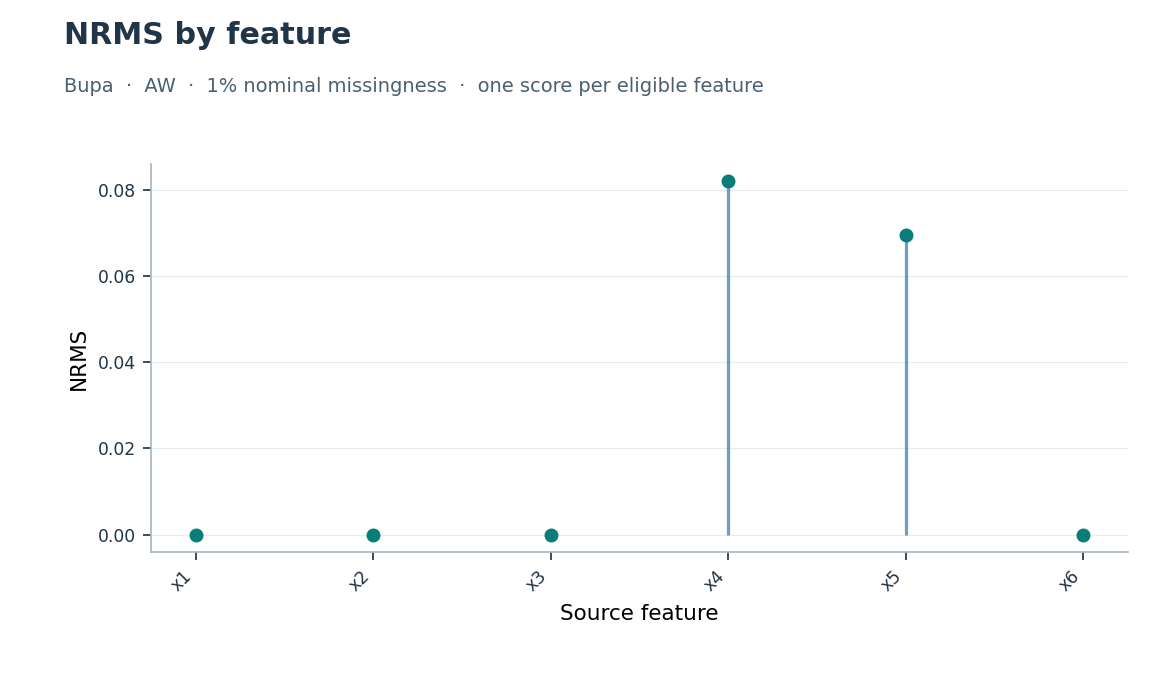 NRMS by feature
Bupa · AW · 1% nominal missingness · one score per eligible feature
NRMS
0.08
0.06
0.04
0.02
0.00
x1 x2 x3 x4 x5 x6
Source feature